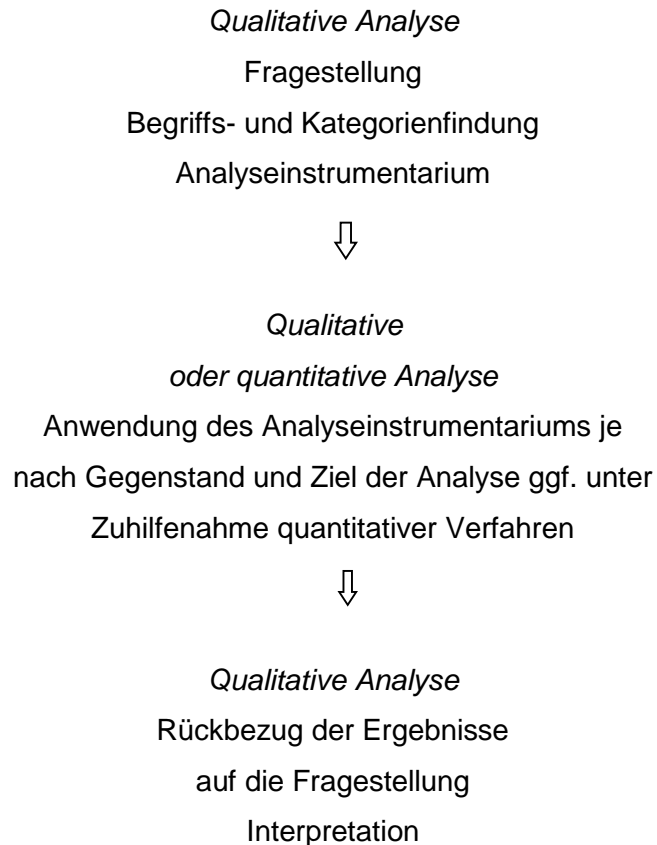 Qualitative Analyse
Fragestellung
Begriffs- und Kategorienfindung
Analyseinstrumentarium
⇩
Qualitative
oder quantitative Analyse
Anwendung des Analyseinstrumentariums je
nach Gegenstand und Ziel der Analyse ggf. unter
Zuhilfenahme quantitativer Verfahren
⇩
Qualitative Analyse
Rückbezug der Ergebnisse
auf die Fragestellung
Interpretation